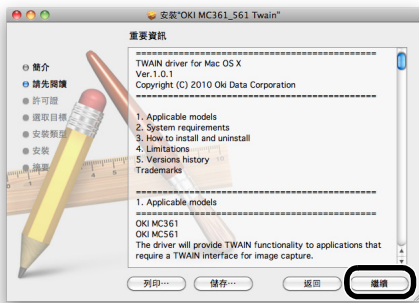 安裝"OKI MC361_561 Twain"
重要資訊
簡介
請先閱讀
許可證
選取目標
安裝類型
安裝
摘要
==============================================
TWAIN driver for Mac OS X
Ver.1.0.1
Copyright (C) 2010 Oki Data Corporation
==============================================
1. Applicable models
2. System requirements
3. How to install and uninstall
4. Limitations
5. Versions history
Trademarks
==============================================
1. Applicable models
==============================================
OKI MC361
OKI MC561
The driver will provide TWAIN functionality to applications that
require a TWAIN interface for image capture.
列印⋯
儲存⋯
返回
繼續